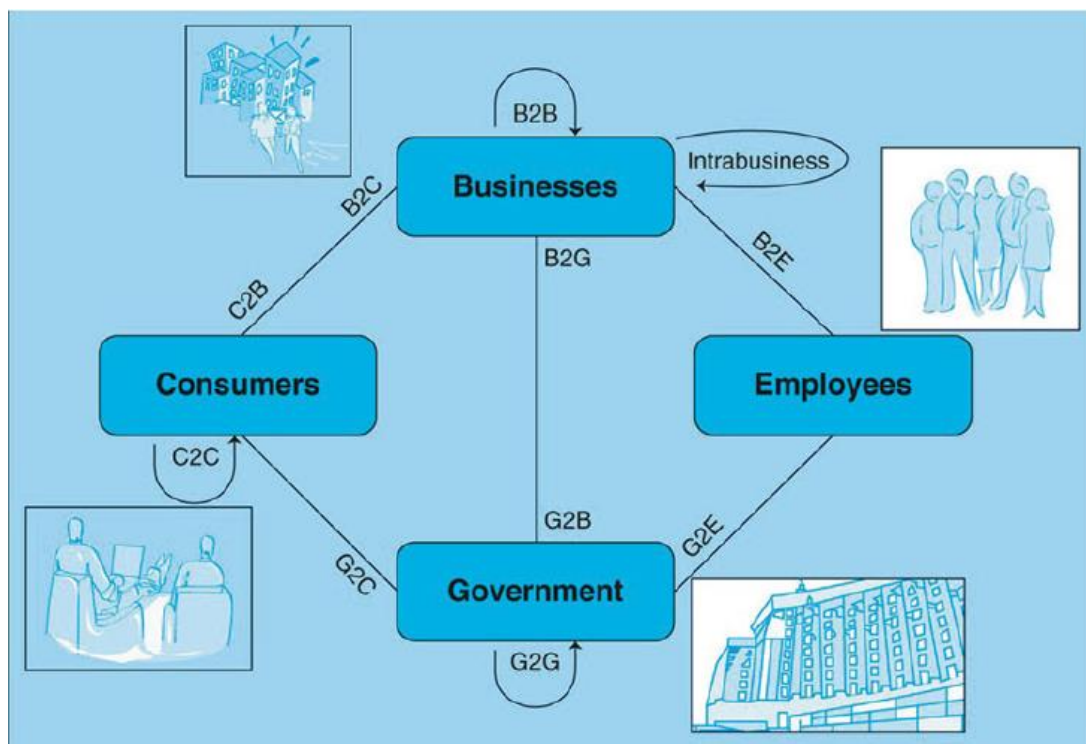 B2B
Businesses
Intrabusiness
B2C
B2G
B2E
C2B
Consumers
Employees
C2C
G2B
G2C
G2E
Government
G2G